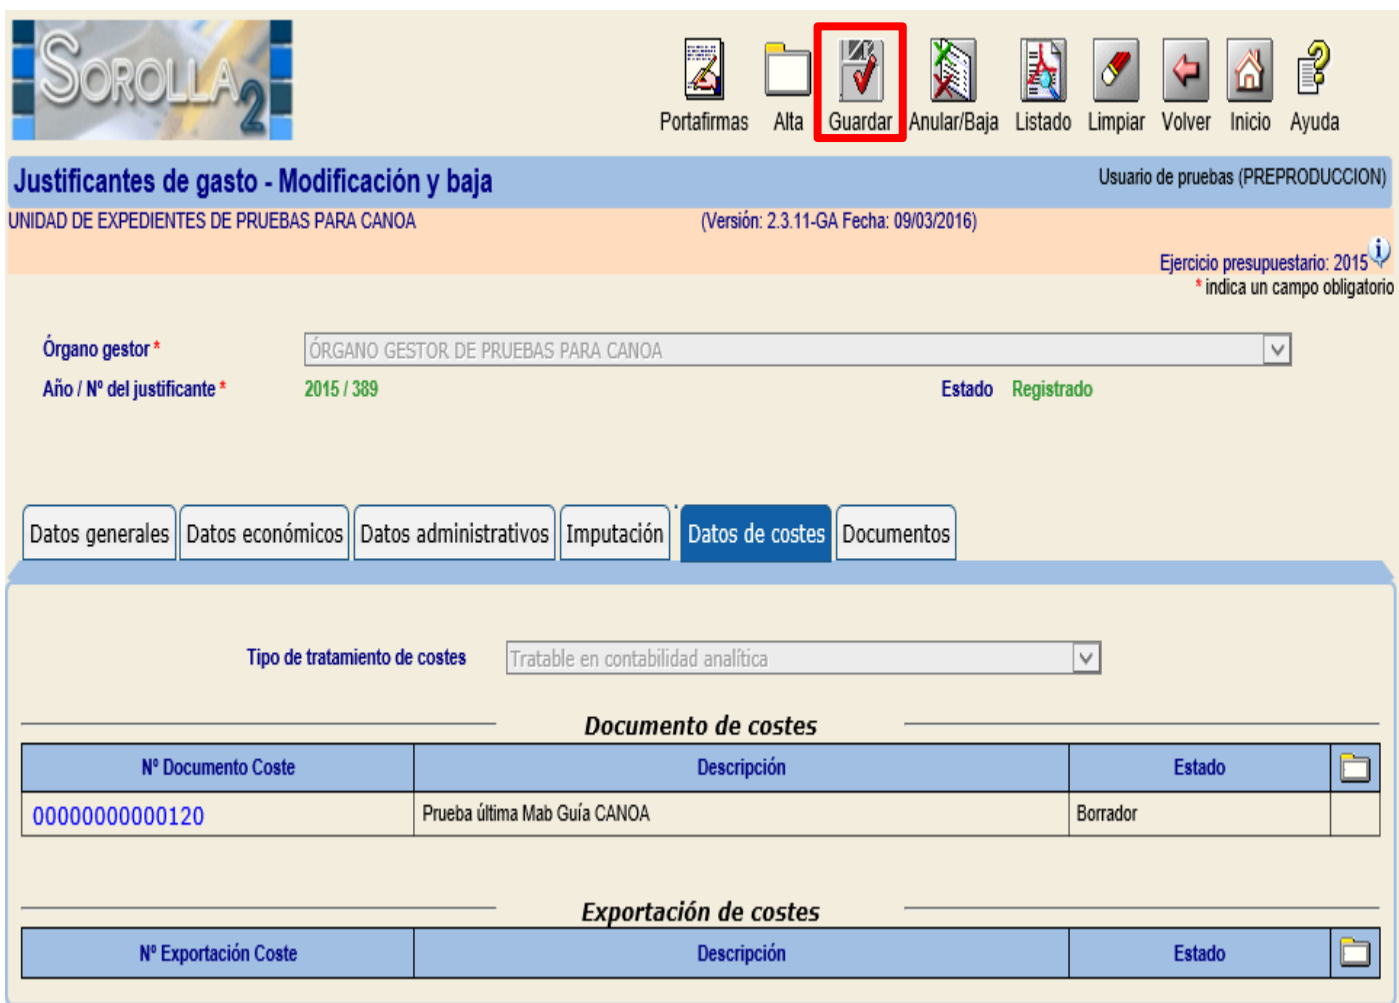 SOROLLA2
Portafirmas Alta Guardar Anular/Baja Listado Limpiar Volver Inicio Ayuda
Justificantes de gasto - Modificación y baja Usuario de pruebas (PREPRODUCCION)
UNIDAD DE EXPEDIENTES DE PRUEBAS PARA CANOA (Versión: 2.3.11-GA Fecha: 09/03/2016)
Ejercicio presupuestario: 2015
* indica un campo obligatorio
Órgano gestor * ÓRGANO GESTOR DE PRUEBAS PARA CANOA
Año / Nº del justificante * 2015 / 389 Estado Registrado
Datos generales Datos económicos Datos administrativos Imputación Datos de costes Documentos
Tipo de tratamiento de costes Tratable en contabilidad analítica
Documento de costes
Nº Documento Coste Descripción Estado
00000000000120 Prueba última Mab Guía CANOA Borrador
Exportación de costes
Nº Exportación Coste Descripción Estado